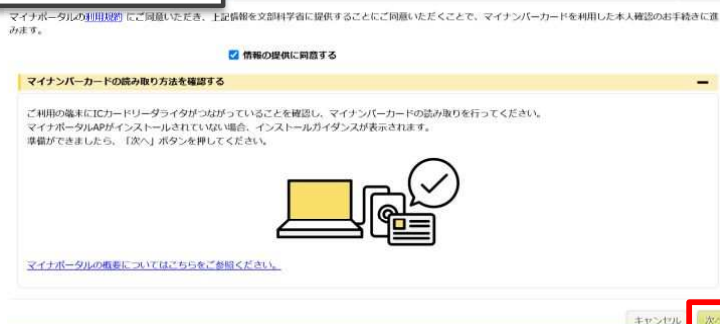 マイナポータルの利用規約 にご同意いただき、上記情報を文部科学省に提供することにご同意いただくことで、マイナンバーカードを利用した本人確認のお手続きに進
みます。
情報の提供に同意する
マイナンバーカードの読み取り方法を確認する
ご利用の端末にICカードリーダライタがつながっていることを確認し、マイナンバーカードの読み取りを行ってください。
マイナポータルAPがインストールされていない場合、インストールガイダンスが表示されます。
準備ができましたら、「次へ」ボタンを押してください。
マイナポータルの概要についてはこちらをご参照ください。
キャンセル 次へ